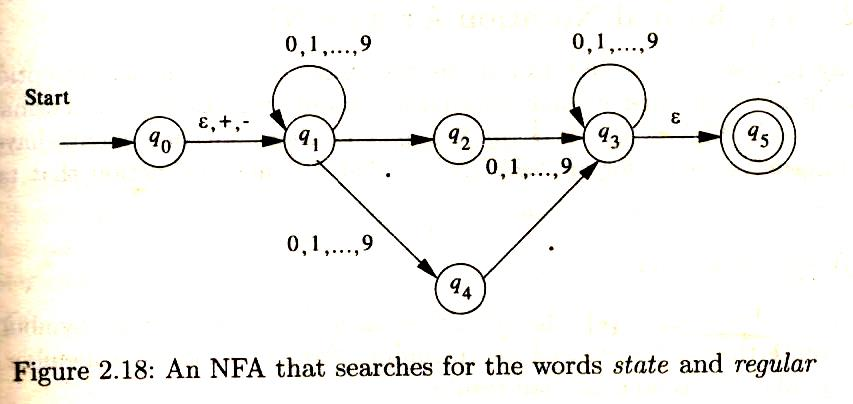 0,1,...,9
0,1,...,9
Start
q0
ε,+,-
q1
.
q2
0,1,...,9
q3
ε
q5
0,1,...,9
.
q4
Figure 2.18: An NFA that searches for the words state and regular